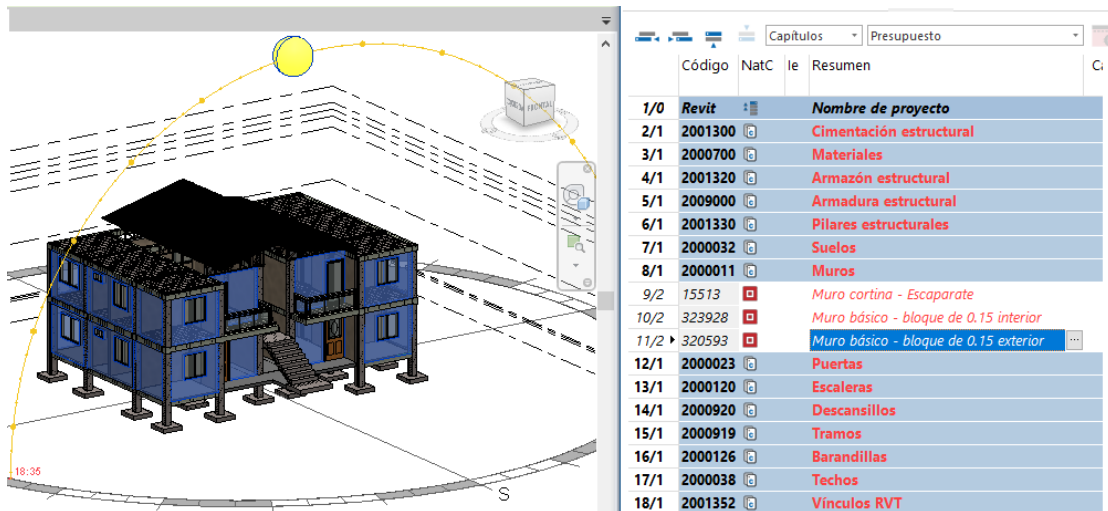 FRONTAL
18:35
S
Capítulos Presupuesto
Código NatC Ie Resumen
1/0 Revit Nombre de proyecto
2/1 2001300 Cimentación estructural
3/1 2000700 Materiales
4/1 2001320 Armazón estructural
5/1 2009000 Armadura estructural
6/1 2001330 Pilares estructurales
7/1 2000032 Suelos
8/1 2000011 Muros
9/2 15513 Muro cortina - Escaparate
10/2 323928 Muro básico - bloque de 0.15 interior
11/2 320593 Muro básico - bloque de 0.15 exterior ...
12/1 2000023 Puertas
13/1 2000120 Escaleras
14/1 2000920 Descansillos
15/1 2000919 Tramos
16/1 2000126 Barandillas
17/1 2000038 Techos
18/1 2001352 Vínculos RVT